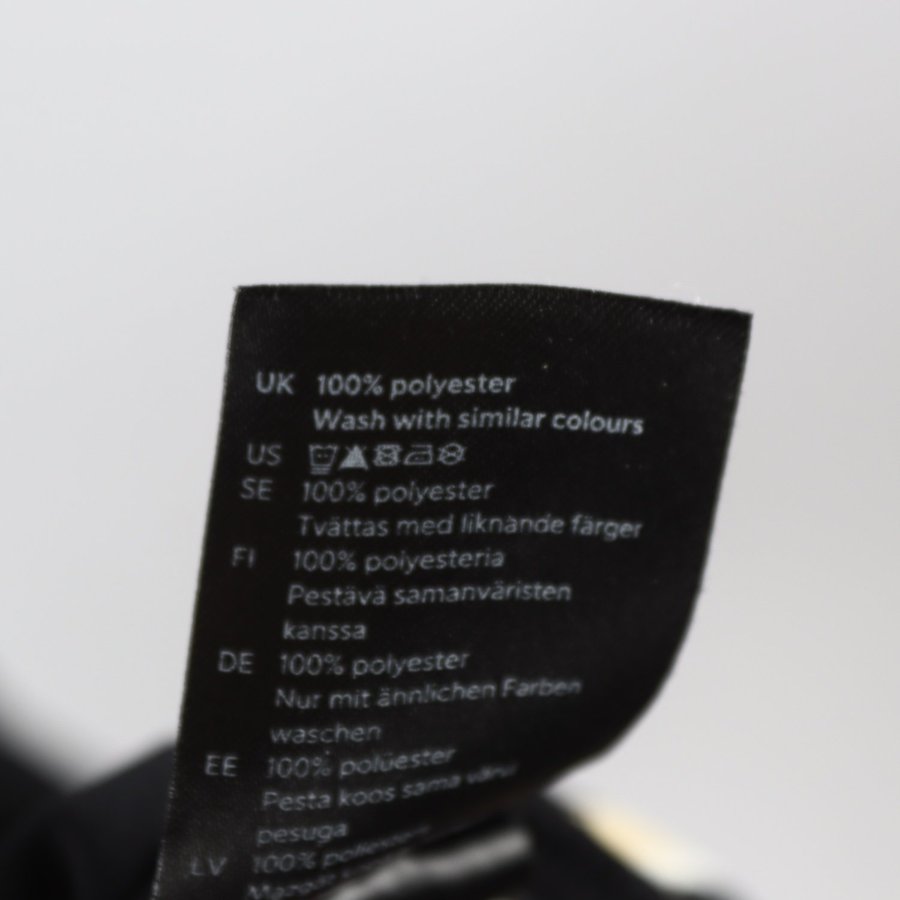 UK 100% polyester
Wash with similar colours
US
SE 100% polyester
Tvättas med liknande färger
FI 100% polyesteria
Pestävä samanväristen
kanssa
DE 100% polyester
Nur mit ähnlichen Farben
waschen
EE 100% polüester
Pesta koos sama värvi
pesuga
LV 100%